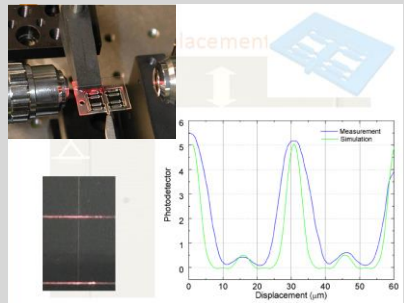 placement
Measurement
Simulation
6
5
4
3
2
1
0
Photodetector
0 10 20 30 40 50 60
Displacement (μm)